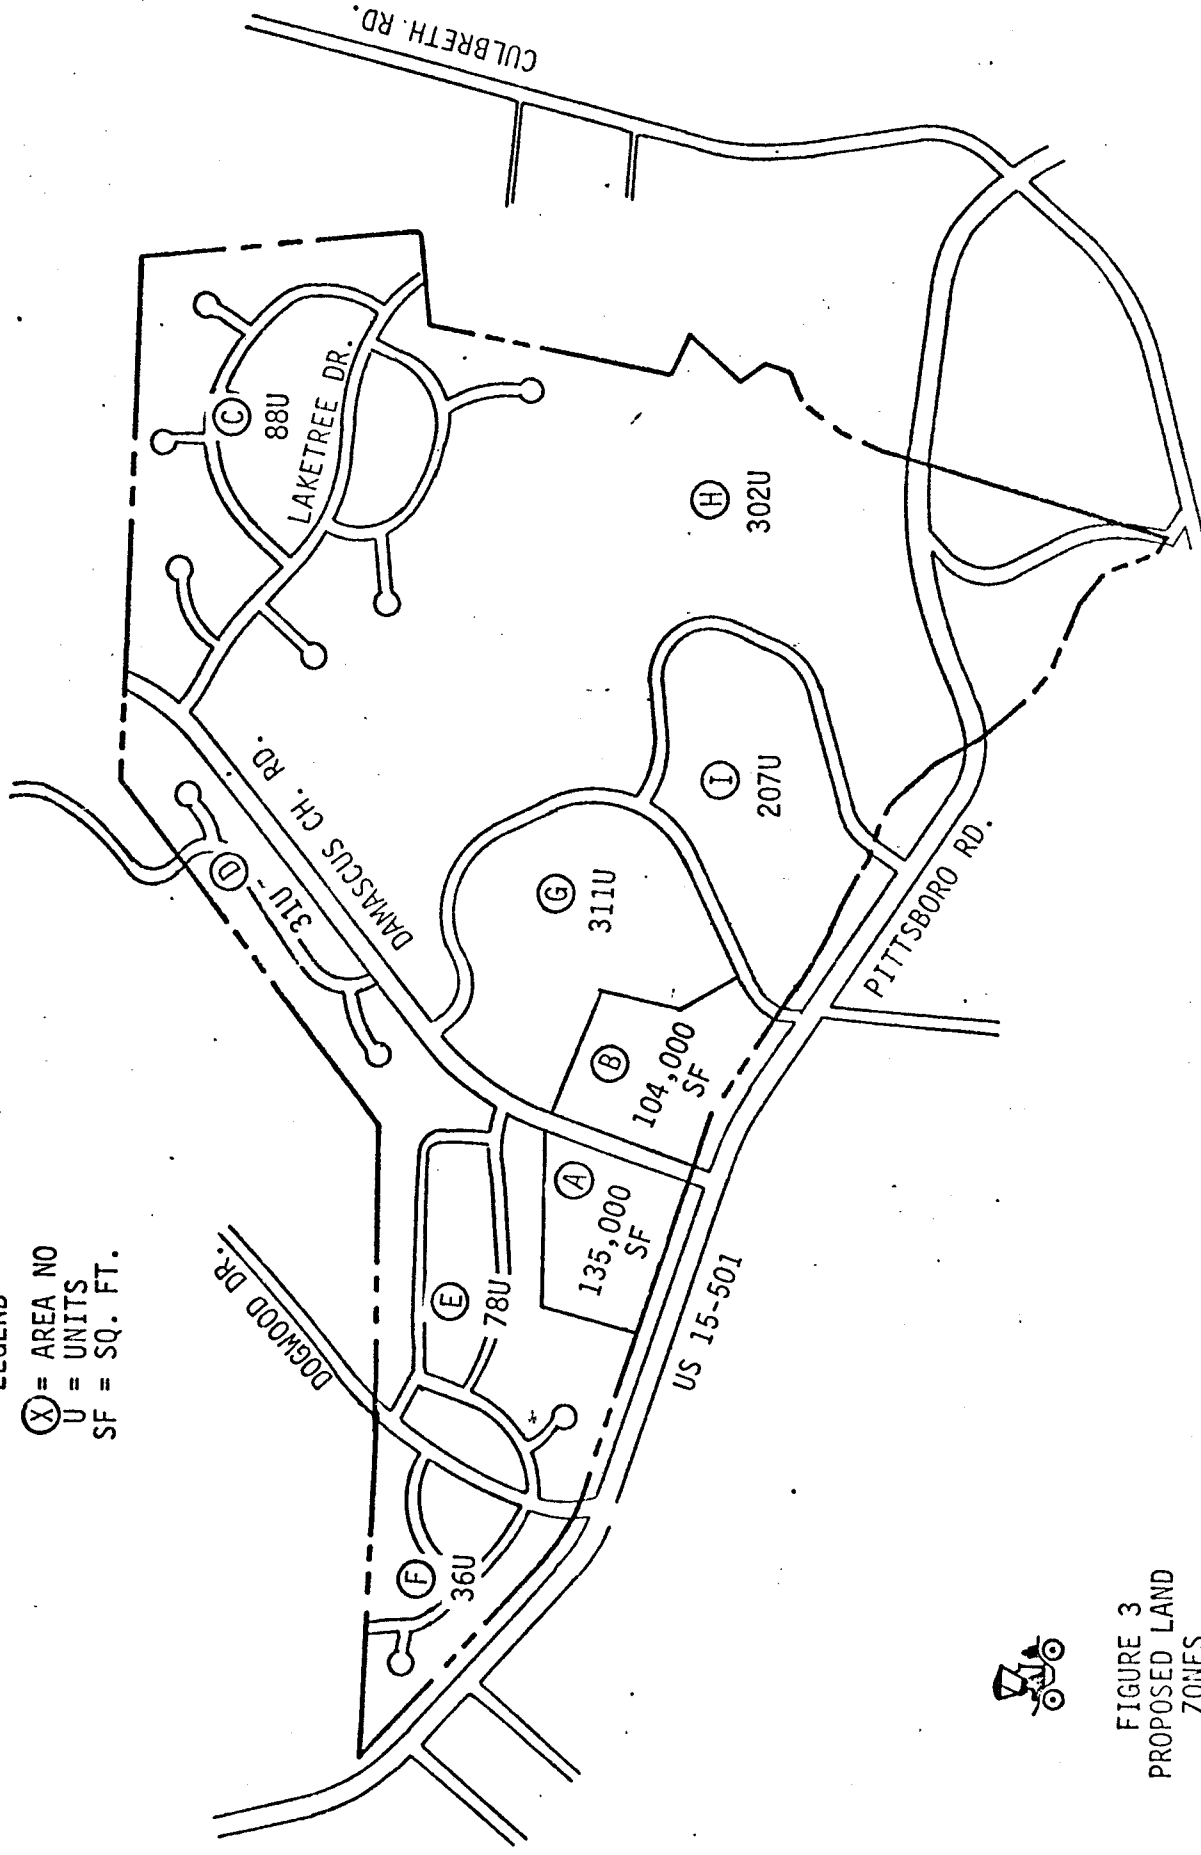 LEGEND
X = AREA NO
U = UNITS
SF = SQ. FT.
CULBRETH RD.
C
88U
LAKETREE DR.
D
31U
DAMASCUS CH. RD.
H
302U
I
207U
G
311U
B
104,000
SF
A
135,000
SF
E
78U
F
36U
DOGWOOD DR.
US 15-501
PITTSBORO RD.
*
FIGURE 3
PROPOSED LAND
ZONES